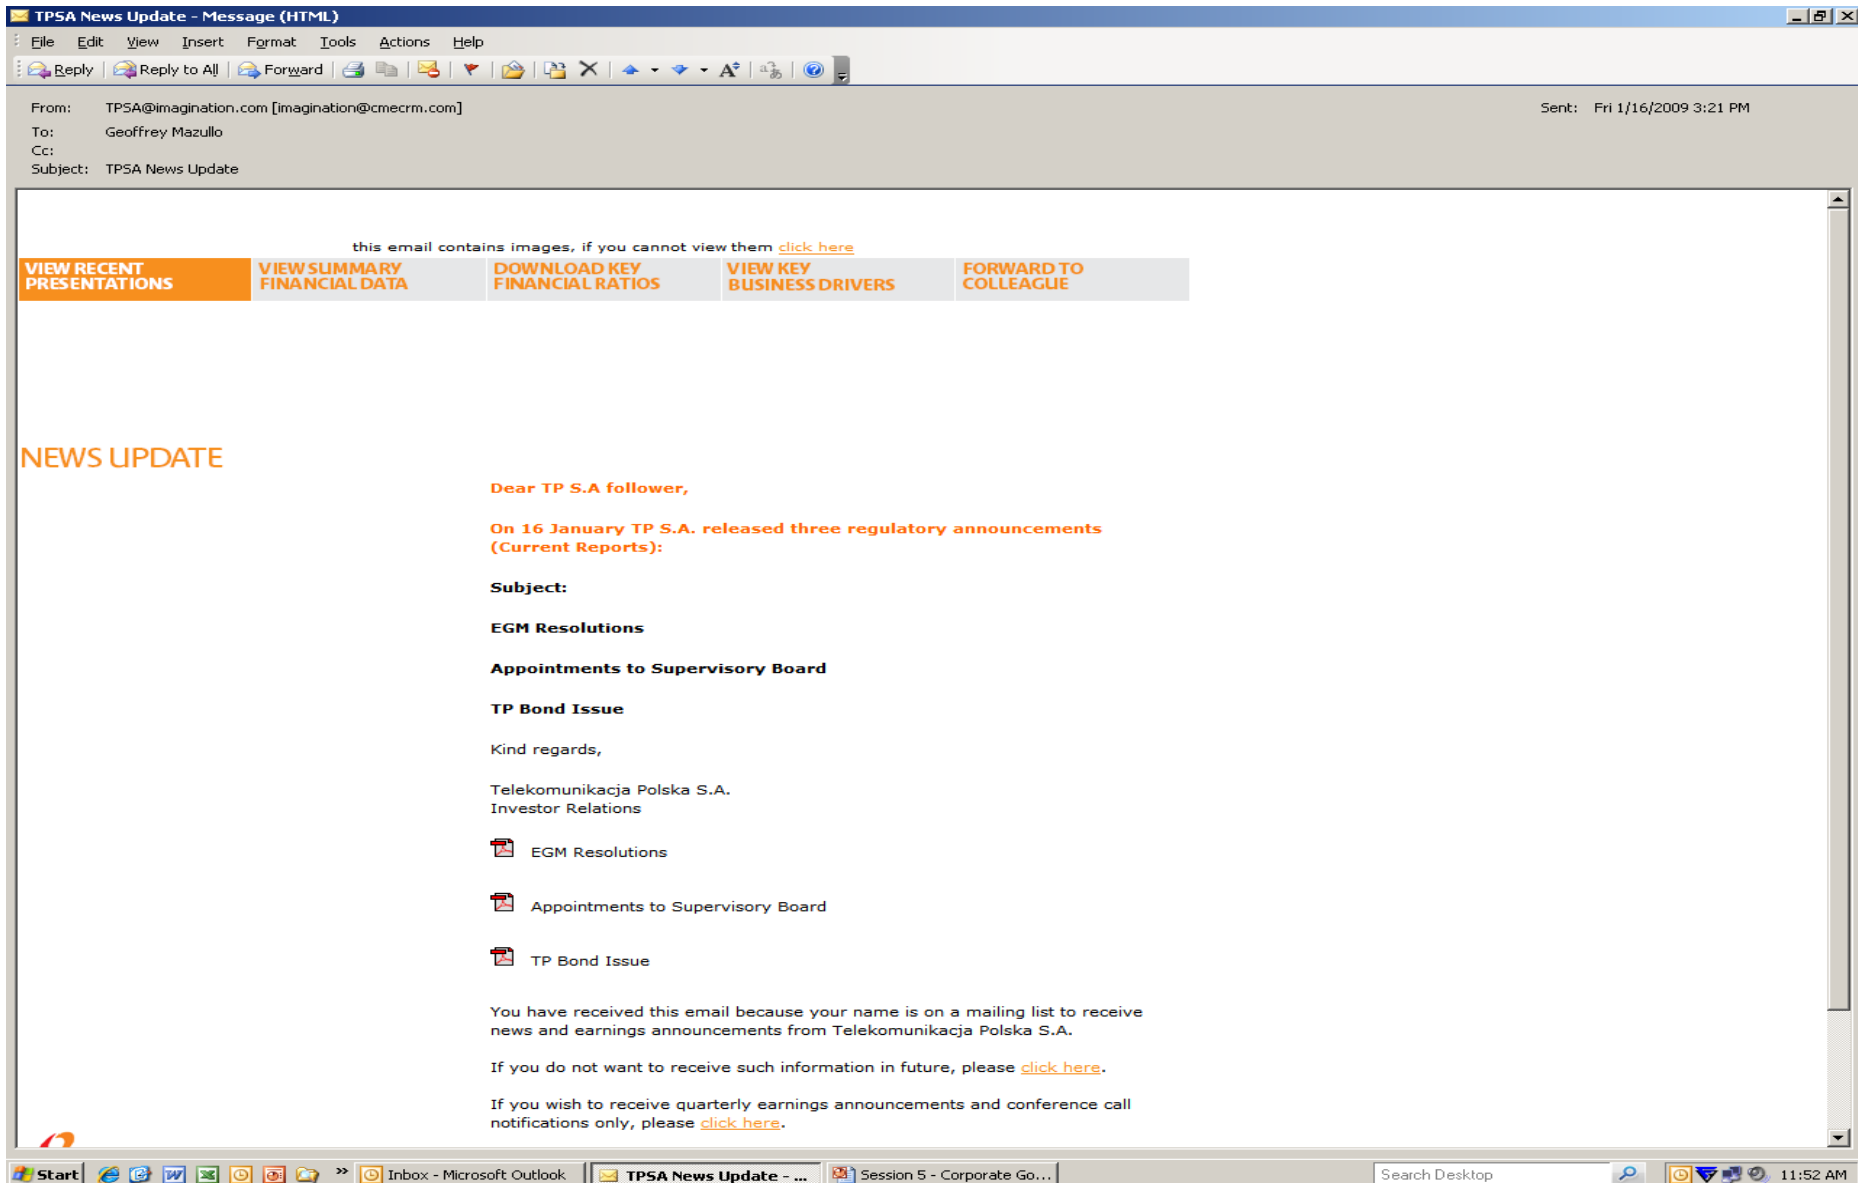 TPSA News Update - Message (HTML)
File Edit View Insert Format Tools Actions Help
Reply Reply to All Forward
From: TPSA@imagination.com [imagination@cmecrm.com] Sent: Fri 1/16/2009 3:21 PM
To: Geoffrey Mazullo
Cc:
Subject: TPSA News Update
this email contains images, if you cannot view them click here
VIEW RECENT PRESENTATIONS
VIEW SUMMARY FINANCIAL DATA
DOWNLOAD KEY FINANCIAL RATIOS
VIEW KEY BUSINESS DRIVERS
FORWARD TO COLLEAGUE
NEWS UPDATE
Dear TP S.A follower,
On 16 January TP S.A. released three regulatory announcements
(Current Reports):
Subject:
EGM Resolutions
Appointments to Supervisory Board
TP Bond Issue
Kind regards,
Telekomunikacja Polska S.A.
Investor Relations
EGM Resolutions
Appointments to Supervisory Board
TP Bond Issue
You have received this email because your name is on a mailing list to receive
news and earnings announcements from Telekomunikacja Polska S.A.
If you do not want to receive such information in future, please click here.
If you wish to receive quarterly earnings announcements and conference call
notifications only, please click here.
Start Inbox - Microsoft Outlook TPSA News Update - ... Session 5 - Corporate Go... Search Desktop 11:52 AM